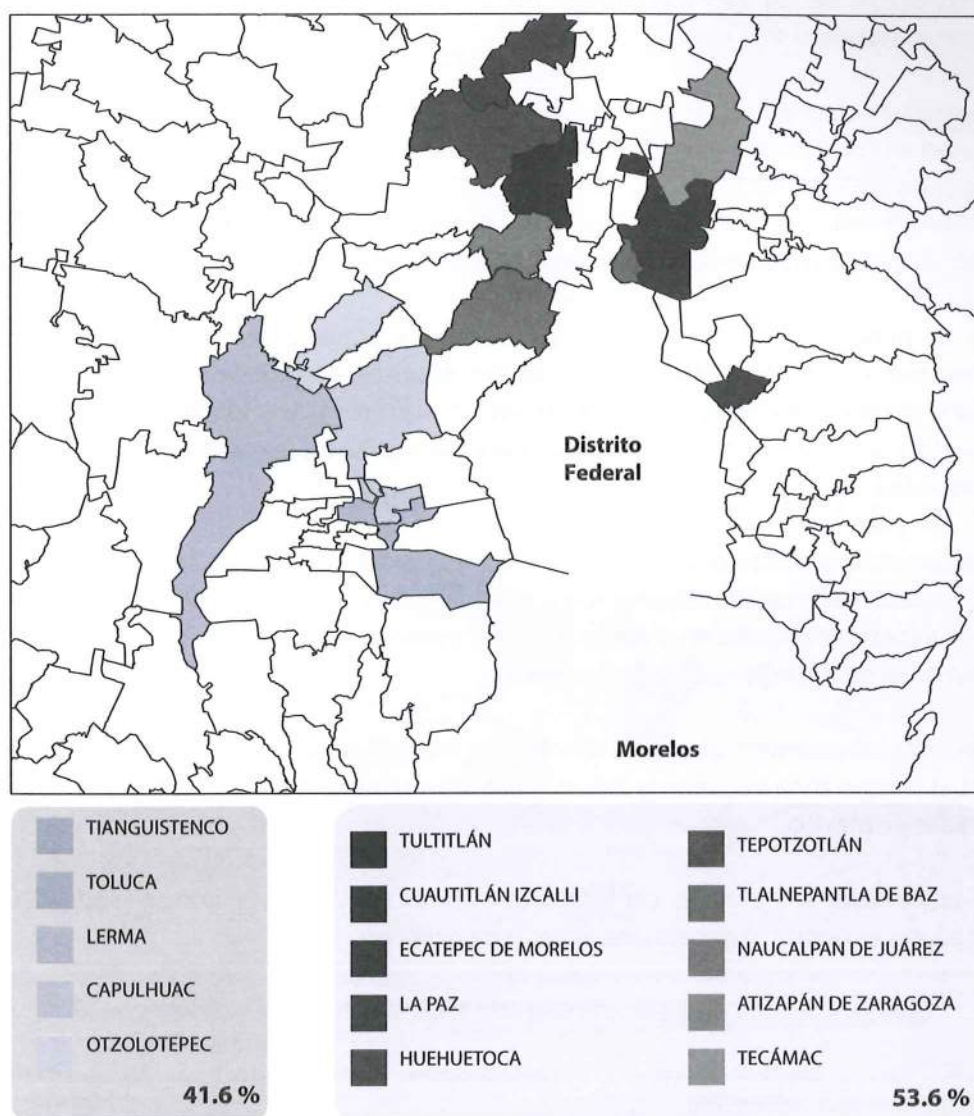 Distrito
Federal
Morelos
TIANGUISTENCO
TOLUCA
LERMA
CAPULHUAC
OTZOLOTEPEC
41.6 %
TULTITLÁN
CUAUTITLÁN IZCALLI
ECATEPEC DE MORELOS
LA PAZ
HUEHUETOCA
TEPOTZOTLÁN
TLALNEPANTLA DE BAZ
NAUCALPAN DE JUÁREZ
ATIZAPÁN DE ZARAGOZA
TECÁMAC
53.6 %